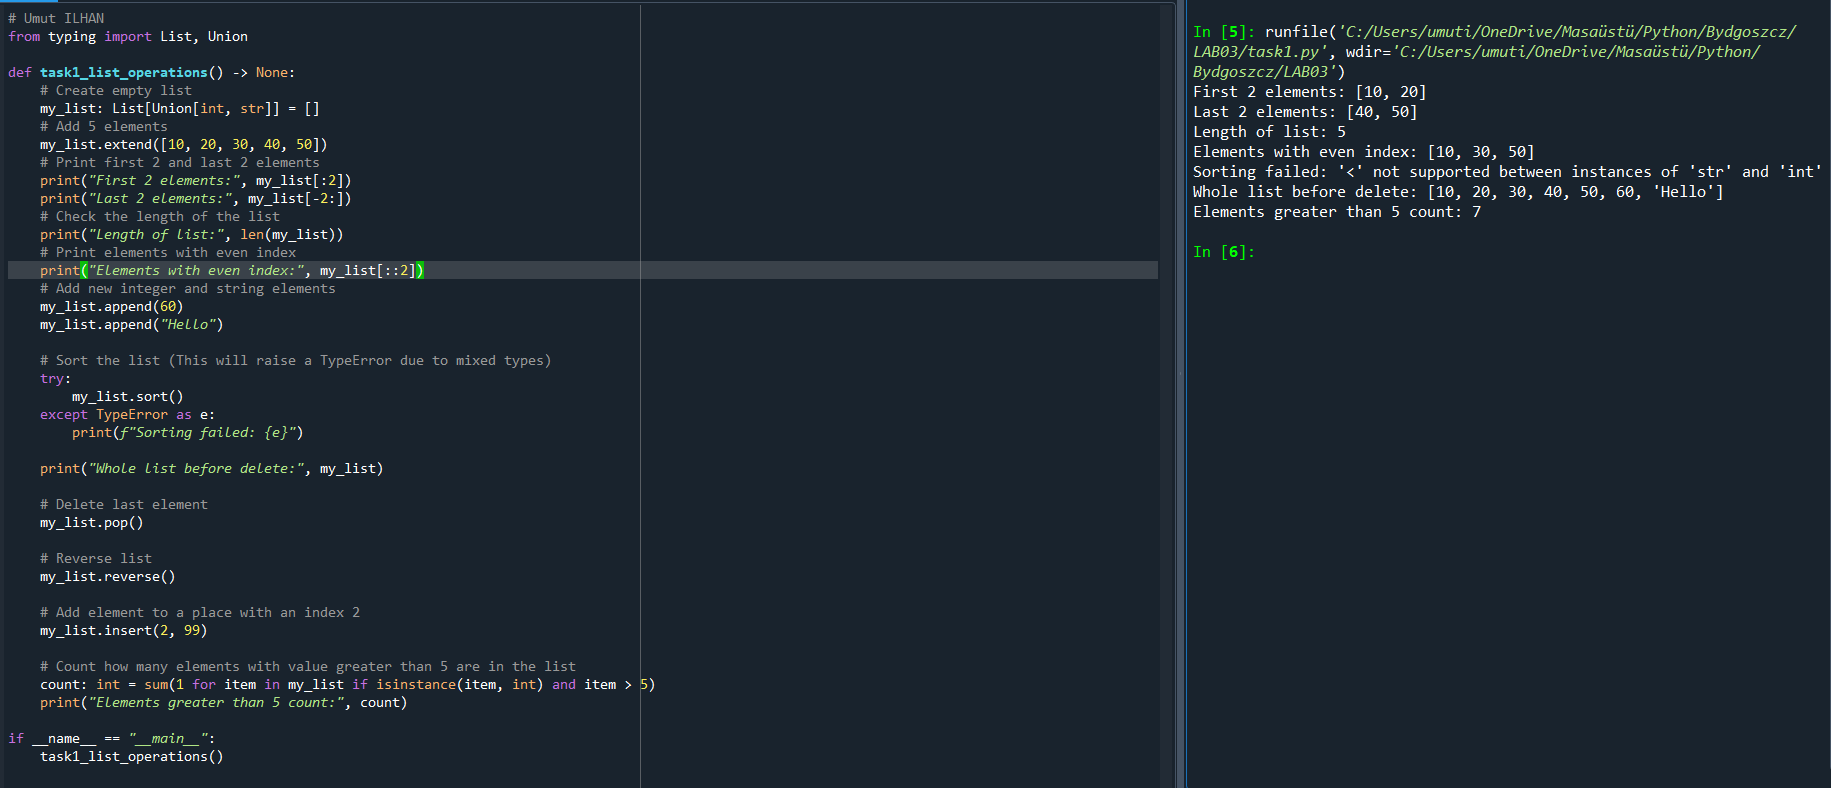 # Umut ILHAN
from typing import List, Union

def task1_list_operations() -> None:
    # Create empty list
    my_list: List[Union[int, str]] = []
    # Add 5 elements
    my_list.extend([10, 20, 30, 40, 50])
    # Print first 2 and last 2 elements
    print("First 2 elements:", my_list[:2])
    print("Last 2 elements:", my_list[-2:])
    # Check the length of the list
    print("Length of list:", len(my_list))
    # Print elements with even index
    print("Elements with even index:", my_list[::2])
    # Add new integer and string elements
    my_list.append(60)
    my_list.append("Hello")

    # Sort the list (This will raise a TypeError due to mixed types)
    try:
        my_list.sort()
    except TypeError as e:
        print(f"Sorting failed: {e}")

    print("Whole list before delete:", my_list)

    # Delete last element
    my_list.pop()

    # Reverse list
    my_list.reverse()

    # Add element to a place with an index 2
    my_list.insert(2, 99)

    # Count how many elements with value greater than 5 are in the list
    count: int = sum(1 for item in my_list if isinstance(item, int) and item > 5)
    print("Elements greater than 5 count:", count)

if __name__ == "__main__":
    task1_list_operations()

In [5]: runfile('C:/Users/umuti/OneDrive/Masaüstü/Python/Bydgoszcz/
LAB03/task1.py', wdir='C:/Users/umuti/OneDrive/Masaüstü/Python/
Bydgoszcz/LAB03')
First 2 elements: [10, 20]
Last 2 elements: [40, 50]
Length of list: 5
Elements with even index: [10, 30, 50]
Sorting failed: '<' not supported between instances of 'str' and 'int'
Whole list before delete: [10, 20, 30, 40, 50, 60, 'Hello']
Elements greater than 5 count: 7

In [6]: